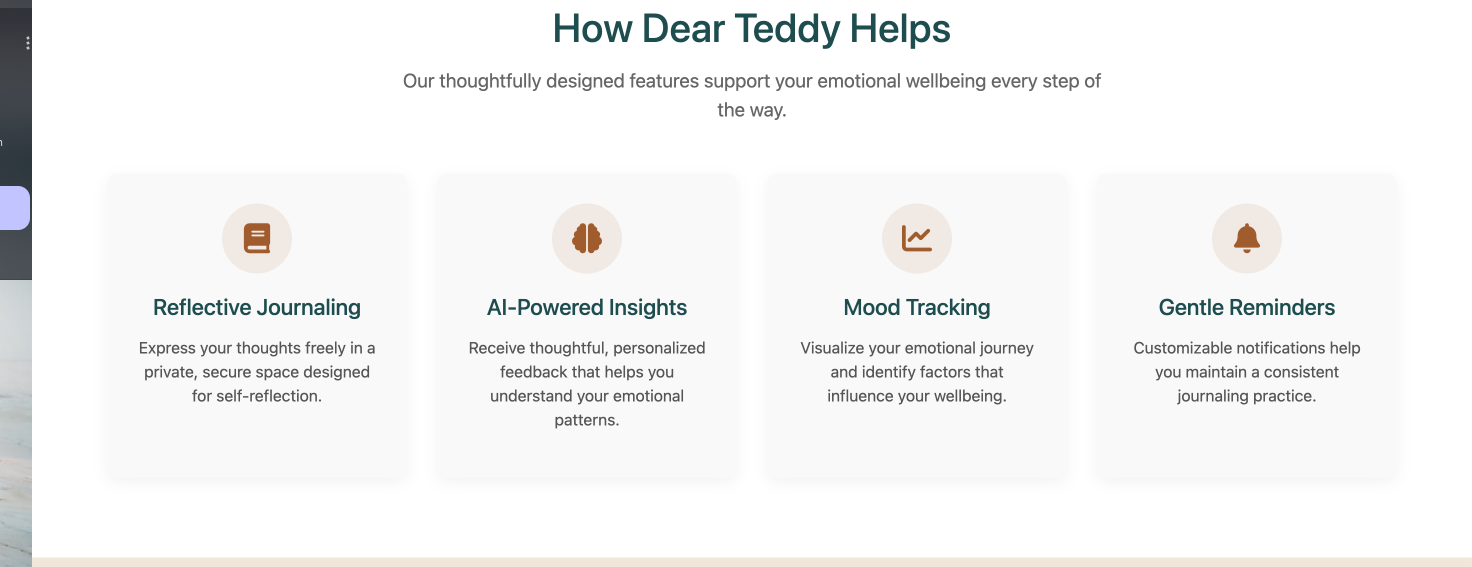 How Dear Teddy Helps
Our thoughtfully designed features support your emotional wellbeing every step of
the way.
Reflective Journaling
Express your thoughts freely in a
private, secure space designed
for self-reflection.
AI-Powered Insights
Receive thoughtful, personalized
feedback that helps you
understand your emotional
patterns.
Mood Tracking
Visualize your emotional journey
and identify factors that
influence your wellbeing.
Gentle Reminders
Customizable notifications help
you maintain a consistent
journaling practice.